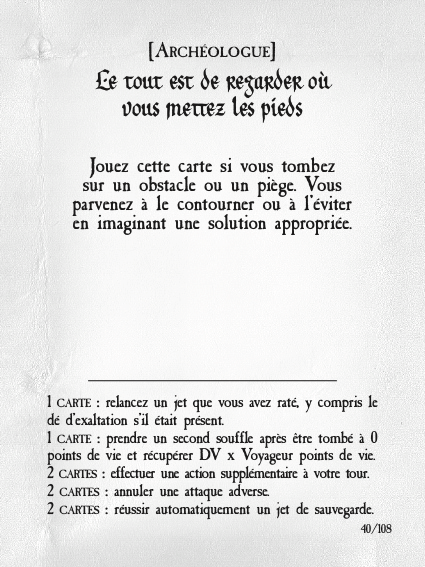 [Archéologue]
Le tout est de regarder où
vous mettez les pieds
Jouez cette carte si vous tombez
sur un obstacle ou un piège. Vous
parvenez à le contourner ou à l'éviter
en imaginant une solution appropriée.
1 carte : relancez un jet que vous avez raté, y compris le
dé d'exaltation s'il était présent.
1 carte : prendre un second souffle après être tombé à 0
points de vie et récupérer DV x Voyageur points de vie.
2 cartes : effectuer une action supplémentaire à votre tour.
2 cartes : annuler une attaque adverse.
2 cartes : réussir automatiquement un jet de sauvegarde.
40/108